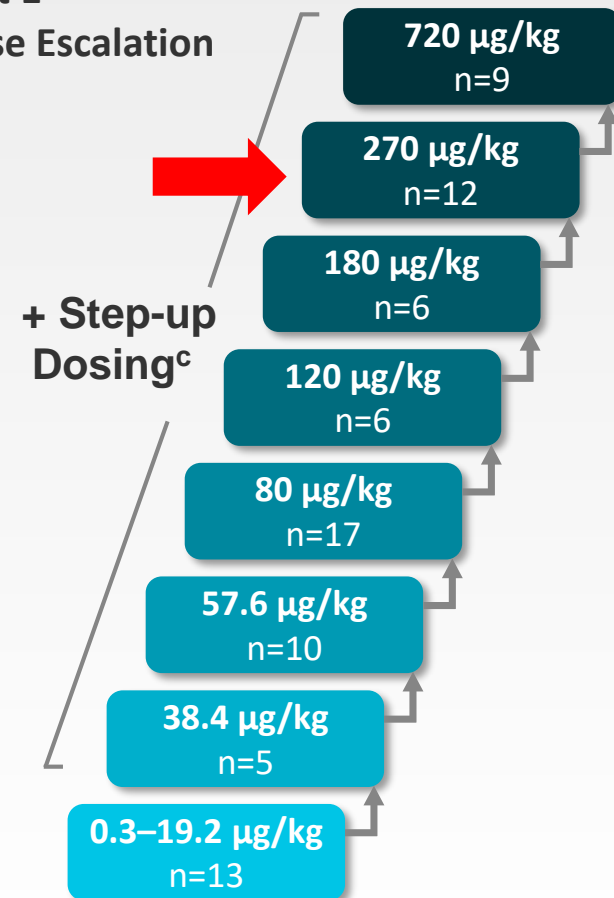 se Escalation
720 µg/kg
n=9
270 µg/kg
n=12
180 µg/kg
n=6
+ Step-up
Dosingᶜ
120 µg/kg
n=6
80 µg/kg
n=17
57.6 µg/kg
n=10
38.4 µg/kg
n=5
0.3–19.2 µg/kg
n=13